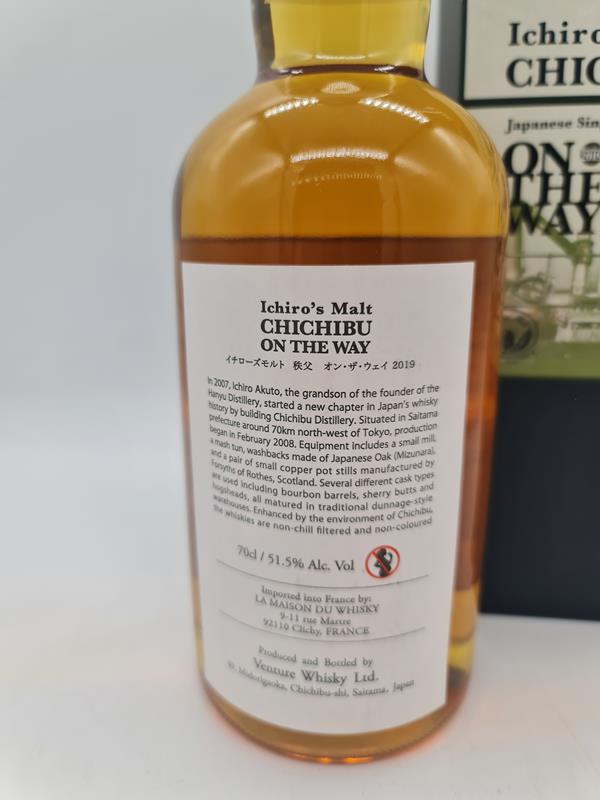 Ichiro's Malt
CHICHIBU
ON THE WAY
イチローズモルト 秩父 オン・ザ・ウェイ 2019
In 2007, Ichiro Akuto, the grandson of the founder of the
Hanyu Distillery, started a new chapter in Japan's whisky
history by building Chichibu Distillery. Situated in Saitama
prefecture around 70km north-west of Tokyo, production
began in February 2008. Equipment includes a small mill,
a mash tun, washbacks made of Japanese Oak (Mizunara),
and a pair of small copper pot stills manufactured by
Forsyths of Rothes, Scotland. Several different cask types
are used including bourbon barrels, sherry butts and
hogsheads, all matured in traditional dunnage-style
warehouses. Enhanced by the environment of Chichibu,
the whiskies are non-chill filtered and non-coloured
70cl / 51.5% Alc. Vol
Imported into France by:
LA MAISON DU WHISKY
9-11 rue Martre
92110 Clichy, FRANCE
Produced and Bottled by
Venture Whisky Ltd.
Midorigaoka, Chichibu-shi, Saitama, Japan
Ichiro
CHIC
Japanese Sin
ON
THE
WAY